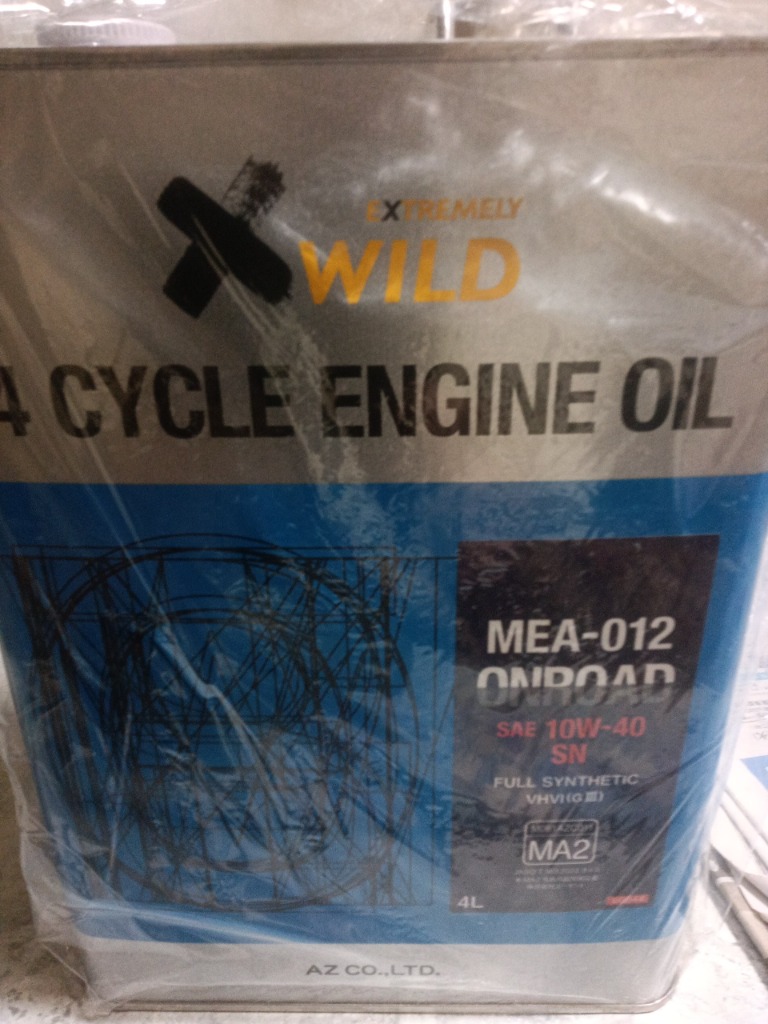 EXTREMELY
WILD
4 CYCLE ENGINE OIL
MEA-012
ONROAD
SAE 10W-40
SN
FULL SYNTHETIC
VHVI(GⅢ)
MA2
4L
AZ CO.,LTD.